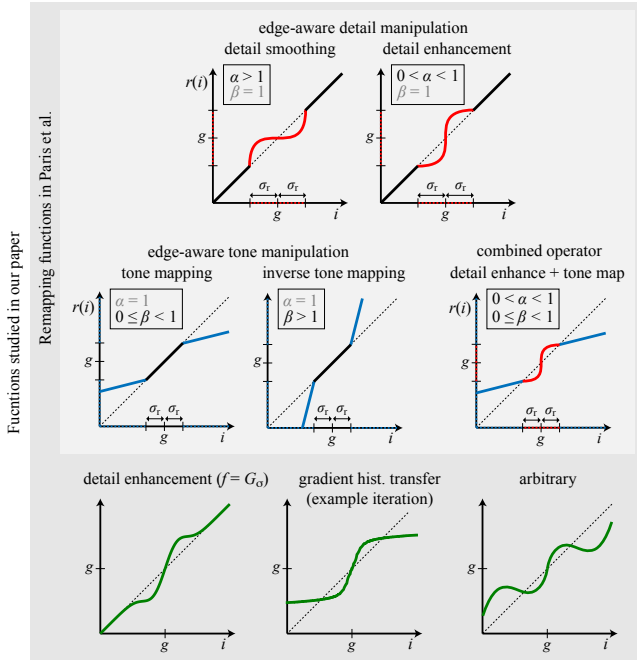 Fucntions studied in our paper
Remapping functions in Paris et al.
edge-aware detail manipulation
detail smoothing
detail enhancement
r(i)
α > 1
β = 1
g
σr
σr
g
i
0 < α < 1
β = 1
σr
σr
g
i
edge-aware tone manipulation
tone mapping
inverse tone mapping
combined operator
detail enhance + tone map
r(i)
α = 1
0 ≤ β < 1
g
σr
σr
g
i
α = 1
β > 1
σr
σr
g
i
r(i)
0 < α < 1
0 ≤ β < 1
g
σr
σr
g
i
detail enhancement (f = Gσ)
g
g
i
gradient hist. transfer
(example iteration)
g
g
i
arbitrary
g
g
i